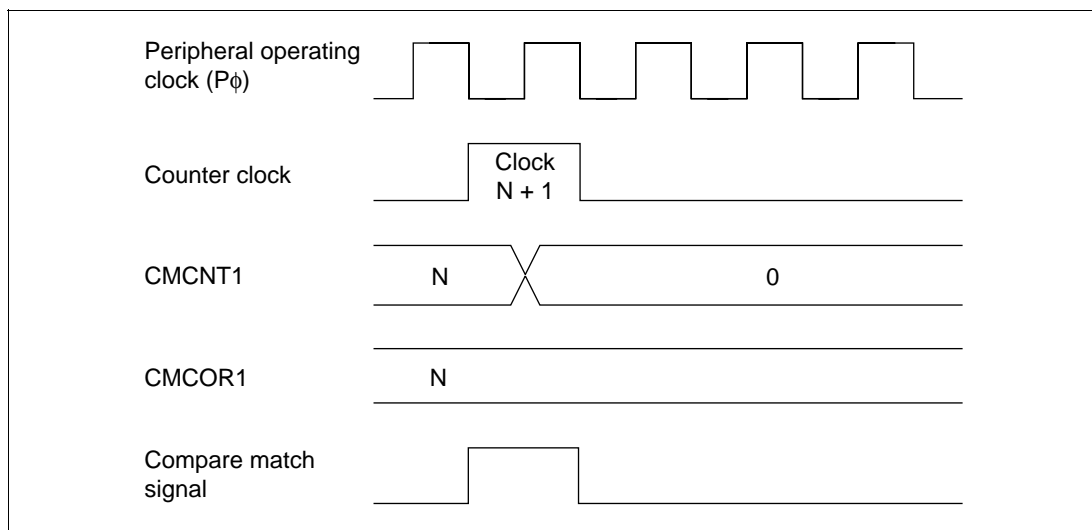 Peripheral operating
clock (Pϕ)
Counter clock
Clock
N + 1
CMCNT1
N
0
CMCOR1
N
Compare match
signal